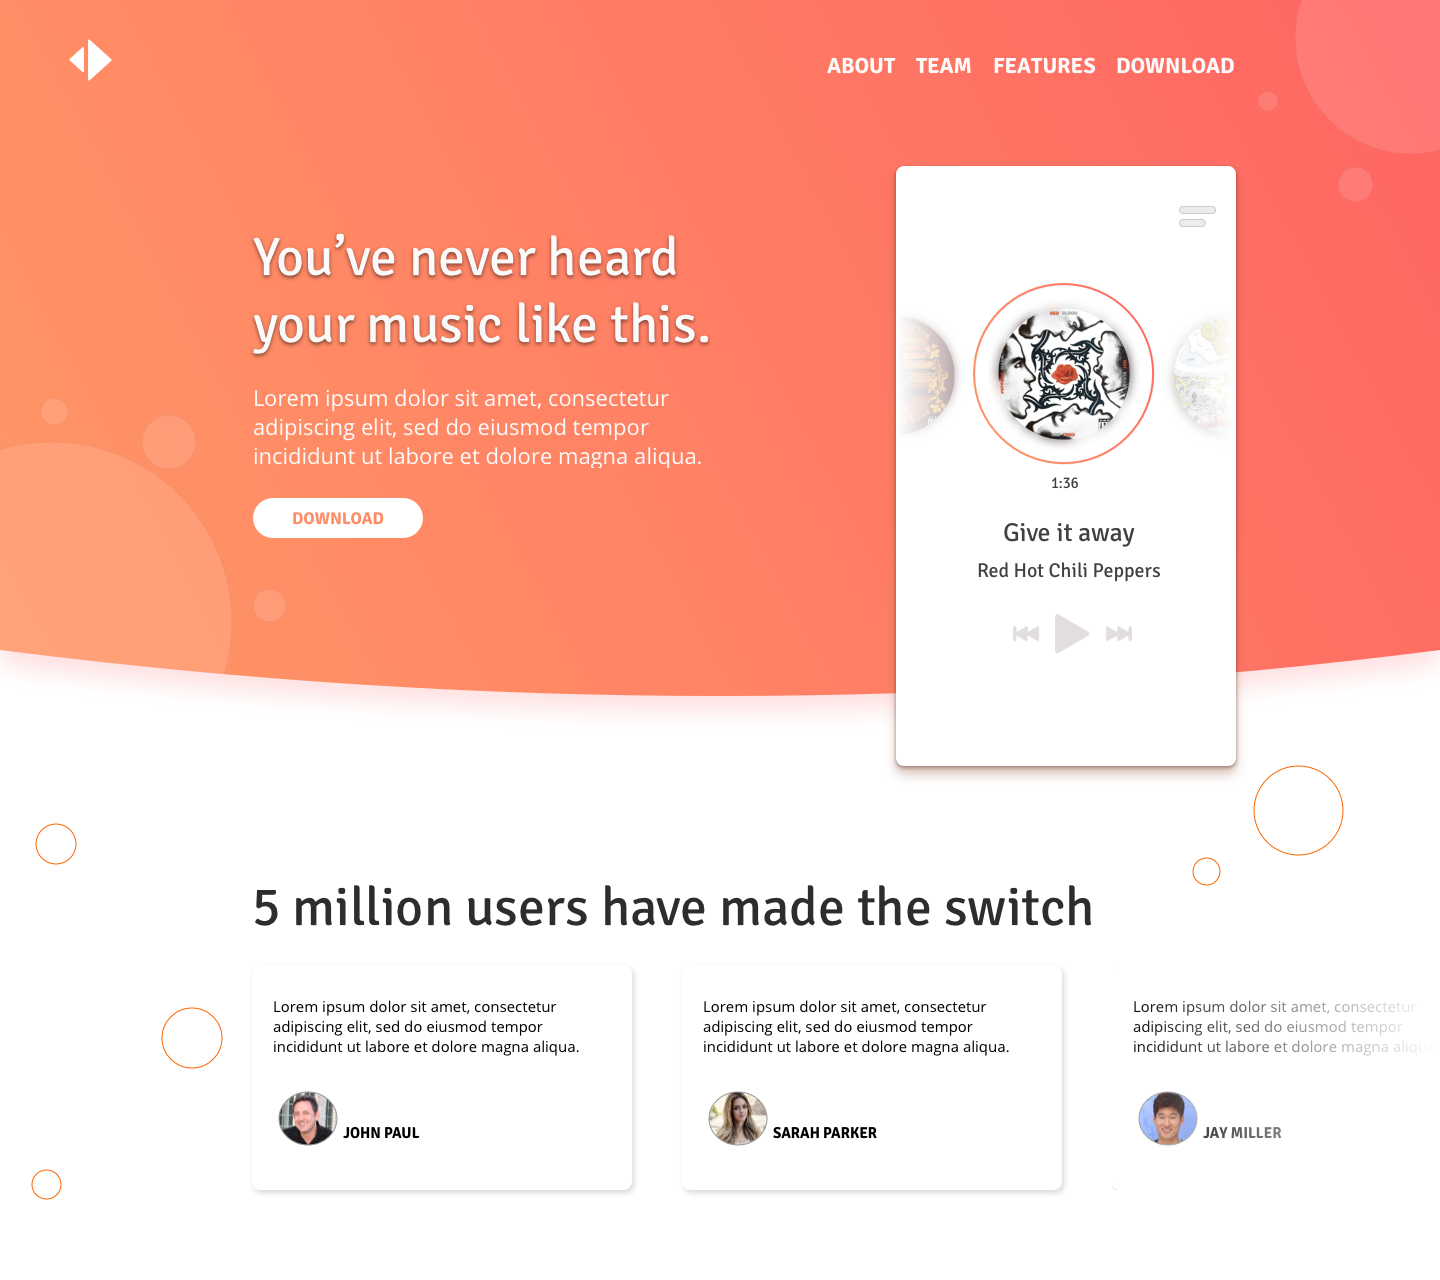 ABOUT TEAM FEATURES DOWNLOAD
You’ve never heard
your music like this.
Lorem ipsum dolor sit amet, consectetur
adipiscing elit, sed do eiusmod tempor
incididunt ut labore et dolore magna aliqua.
DOWNLOAD
RED
1:36
Give it away
Red Hot Chili Peppers
5 million users have made the switch
Lorem ipsum dolor sit amet, consectetur
adipiscing elit, sed do eiusmod tempor
incididunt ut labore et dolore magna aliqua.
JOHN PAUL
Lorem ipsum dolor sit amet, consectetur
adipiscing elit, sed do eiusmod tempor
incididunt ut labore et dolore magna aliqua.
SARAH PARKER
Lorem ipsum dolor sit amet, consectetur
adipiscing elit, sed do eiusmod tempor
incididunt ut labore et dolore magna aliqua
JAY MILLER